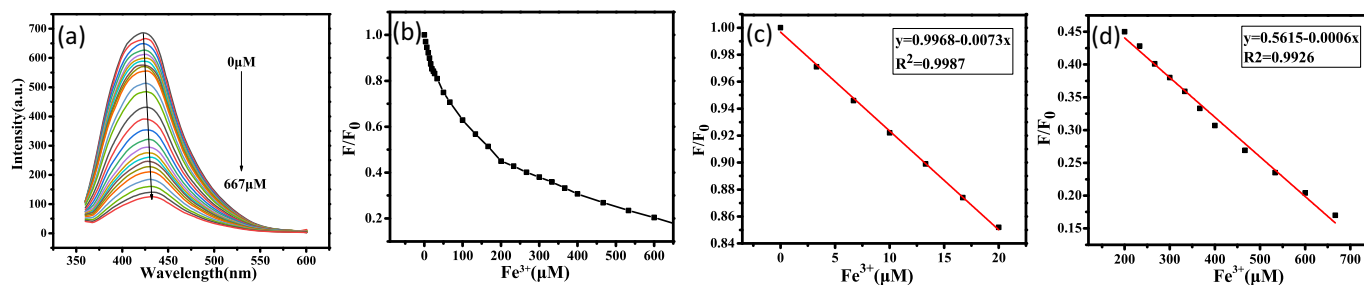 (a)
700
600
500
400
300
200
100
0
Intensity(a.u.)
0μM
667μM
350 400 450 500 550 600
Wavelength(nm)
(b)
1.0
0.8
0.6
0.4
0.2
F/F0
0 100 200 300 400 500 600
Fe³⁺(μM)
(c)
y=0.9968-0.0073x
R²=0.9987
1.00
0.98
0.96
0.94
0.92
0.90
0.88
0.86
0.84
F/F0
0 5 10 15 20
Fe³⁺(μM)
(d)
y=0.5615-0.0006x
R2=0.9926
0.45
0.40
0.35
0.30
0.25
0.20
0.15
F/F0
200 300 400 500 600 700
Fe³⁺(μM)